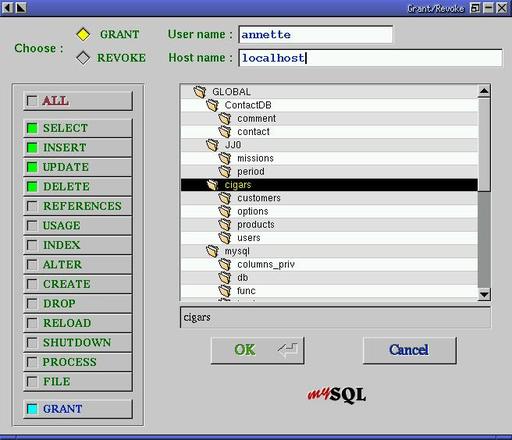 Grant/Revoke
Choose :
GRANT
REVOKE
User name :
annette
Host name :
localhost
ALL
SELECT
INSERT
UPDATE
DELETE
REFERENCES
USAGE
INDEX
ALTER
CREATE
DROP
RELOAD
SHUTDOWN
PROCESS
FILE
GRANT
GLOBAL
ContactDB
comment
contact
JJ0
missions
period
cigars
customers
options
products
users
mysql
columns_priv
db
func
cigars
OK
Cancel
mySQL